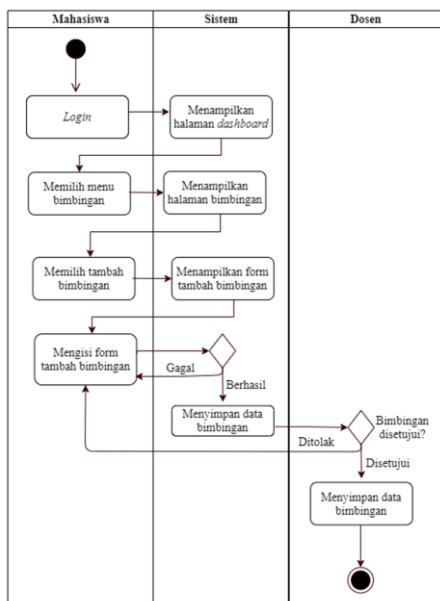 Mahasiswa
Sistem
Dosen
Login
Menampilkan
halaman dashboard
Memilih menu
bimbingan
Menampilkan
halaman bimbingan
Memilih tambah
bimbingan
Menampilkan form
tambah bimbingan
Mengisi form
tambah bimbingan
Gagal
Berhasil
Menyimpan data
bimbingan
Bimbingan
disetujui?
Ditolak
Disetujui
Menyimpan data
bimbingan